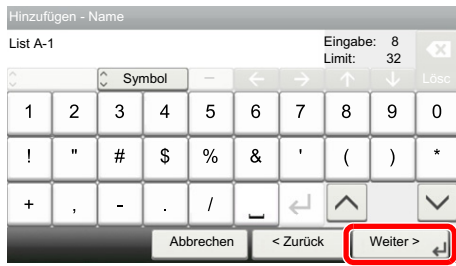 Hinzufügen - Name
List A-1 Eingabe: 8
Limit: 32
Symbol - Lösc
1 2 3 4 5 6 7 8 9 0
! " # $ % & ' ( ) *
+ , - . / _
Abbrechen < Zurück Weiter >